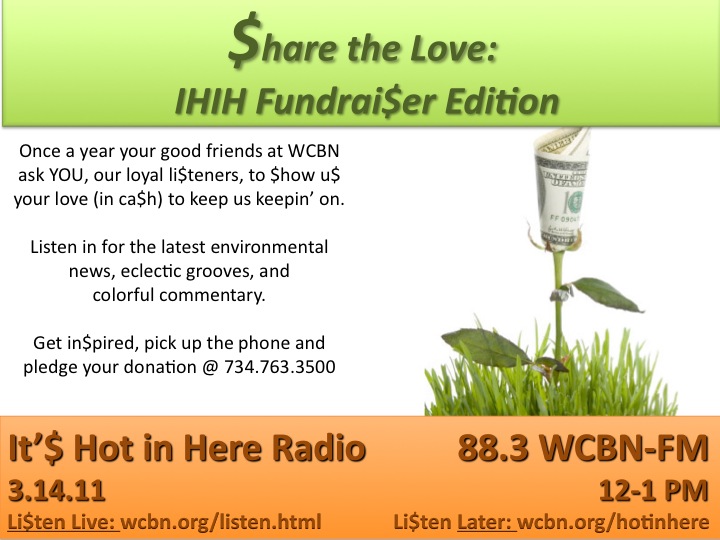 $hare the Love:
IHIH Fundrai$er Edition
Once a year your good friends at WCBN
ask YOU, our loyal li$teners, to $how u$
your love (in ca$h) to keep us keepin’ on.
Listen in for the latest environmental
news, eclectic grooves, and
colorful commentary.
Get in$pired, pick up the phone and
pledge your donation @ 734.763.3500
FF 0904
It’$ Hot in Here Radio
88.3 WCBN-FM
3.14.11
12-1 PM
Li$ten Live: wcbn.org/listen.html
Li$ten Later: wcbn.org/hotinhere